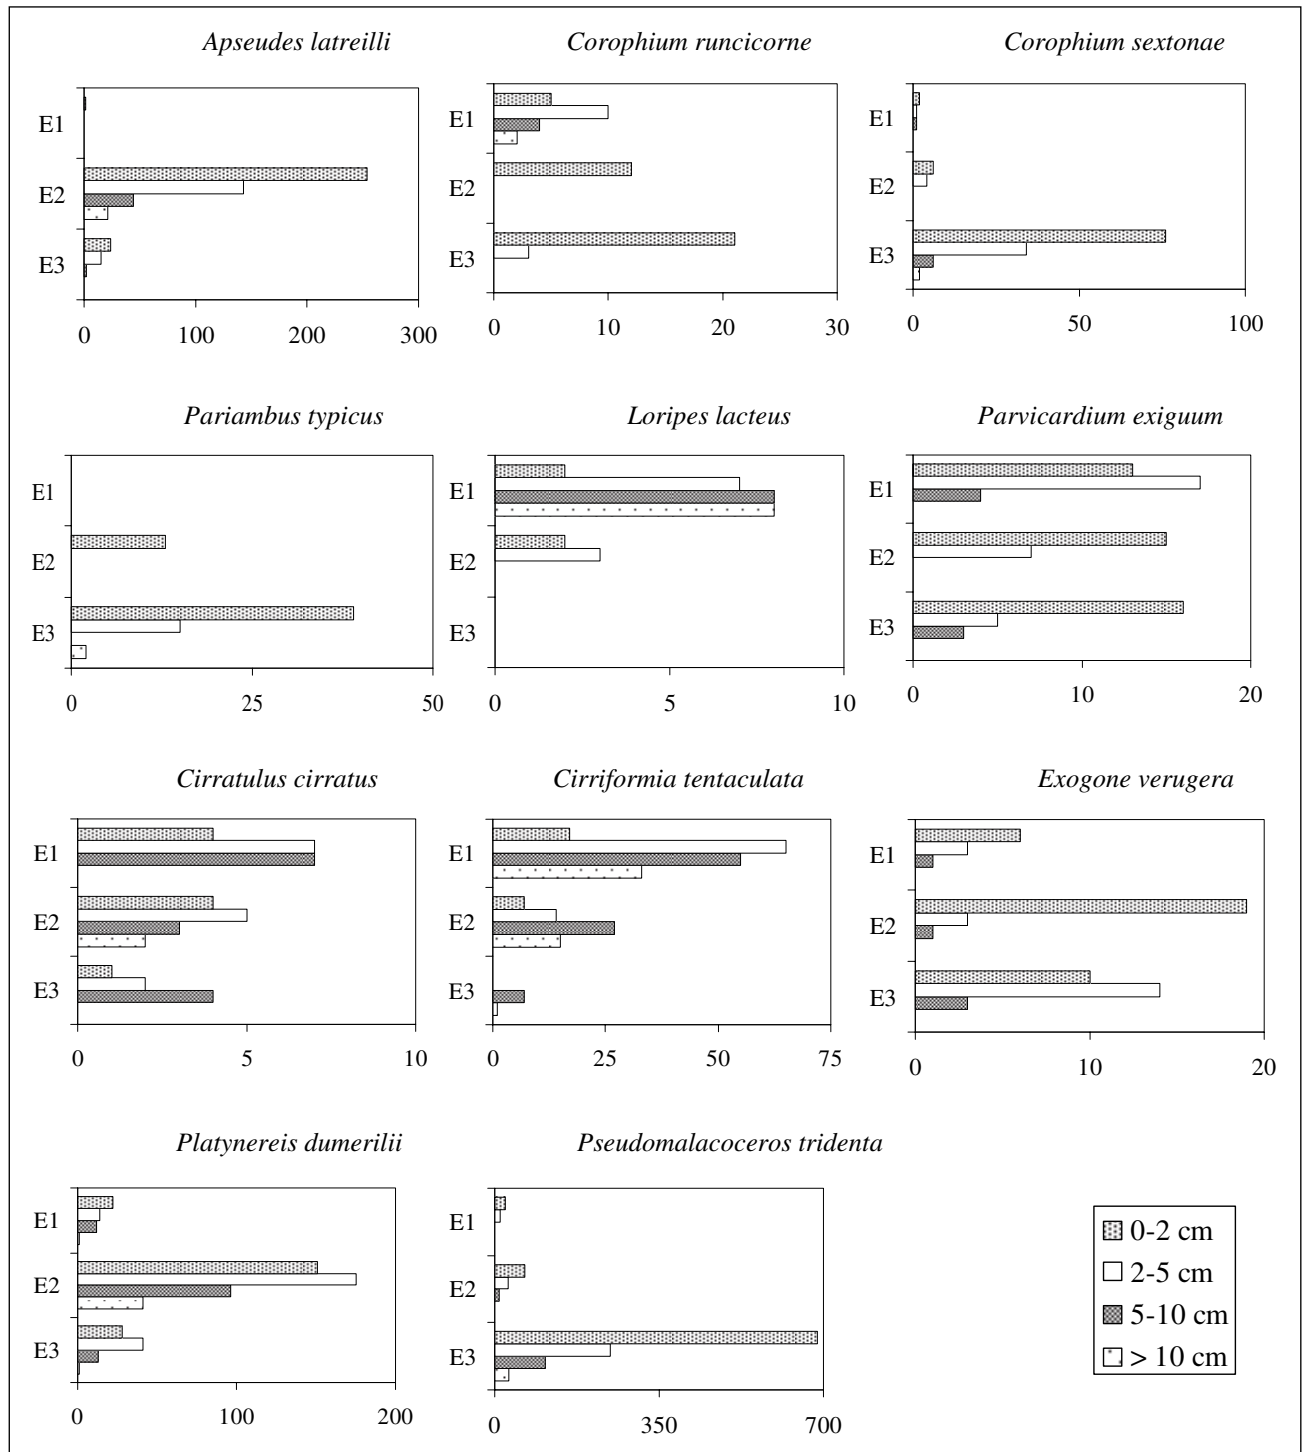 Apseudes latreilli
E1
E2
E3
0 100 200 300
Corophium runcicorne
E1
E2
E3
0 10 20 30
Corophium sextonae
E1
E2
E3
0 50 100
Pariambus typicus
E1
E2
E3
0 25 50
Loripes lacteus
E1
E2
E3
0 5 10
Parvicardium exiguum
E1
E2
E3
0 10 20
Cirratulus cirratus
E1
E2
E3
0 5 10
Cirriformia tentaculata
E1
E2
E3
0 25 50 75
Exogone verugera
E1
E2
E3
0 10 20
Platynereis dumerilii
E1
E2
E3
0 100 200
Pseudomalacoceros tridenta
E1
E2
E3
0 350 700
0-2 cm
2-5 cm
5-10 cm
> 10 cm